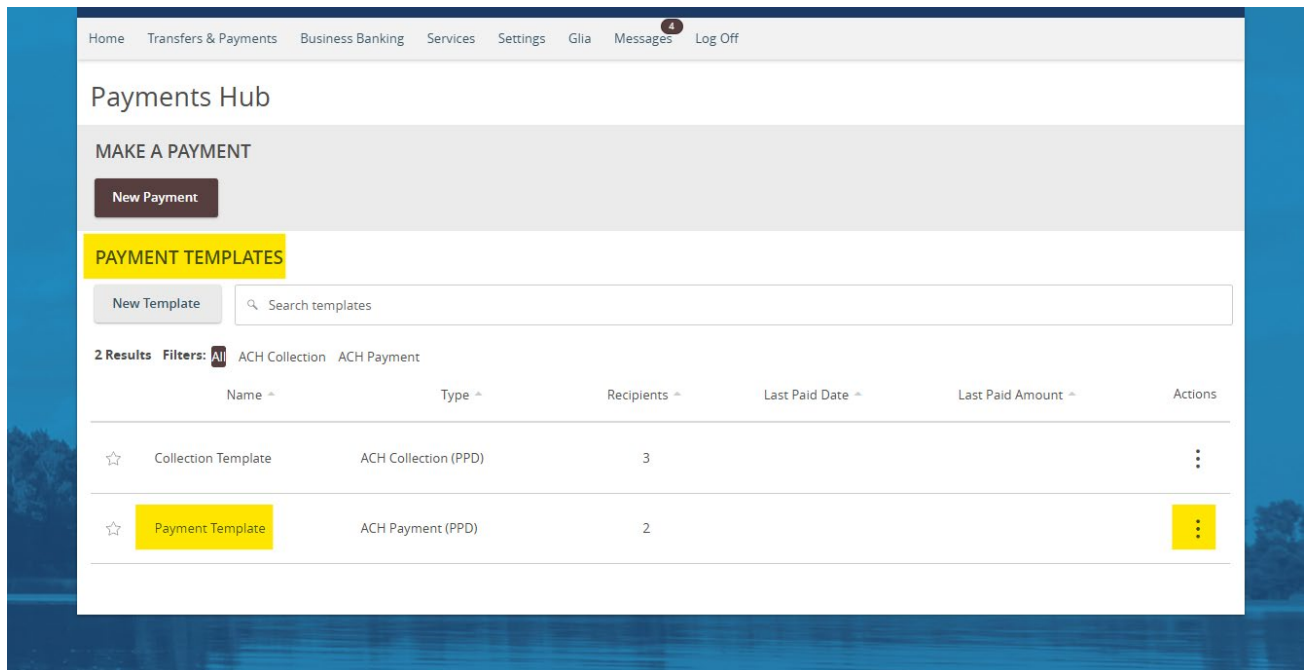 Home Transfers & Payments Business Banking Services Settings Glia Messages 4 Log Off
Payments Hub
MAKE A PAYMENT
New Payment
PAYMENT TEMPLATES
New Template Search templates
2 Results Filters: All ACH Collection ACH Payment
Name Type Recipients Last Paid Date Last Paid Amount Actions
Collection Template ACH Collection (PPD) 3
Payment Template ACH Payment (PPD) 2